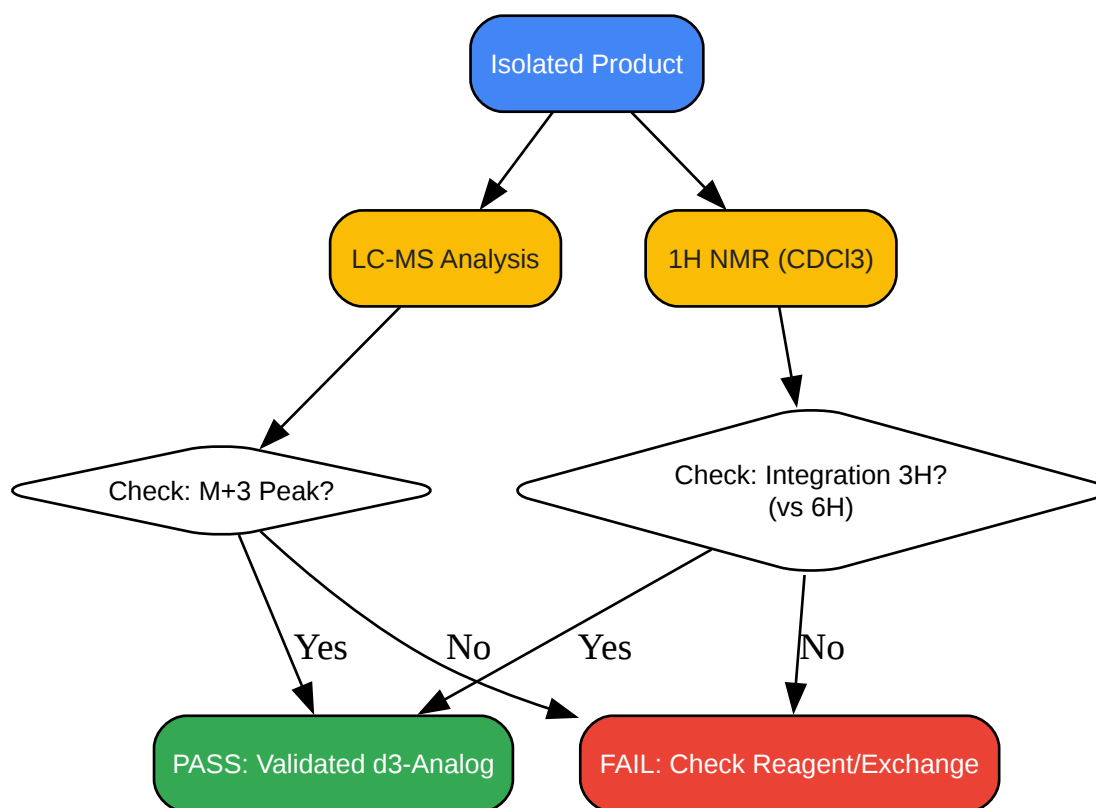 Isolated Product
LC-MS Analysis
1H NMR (CDCl3)
Check: M+3 Peak?
Check: Integration 3H?
(vs 6H)
Yes
No
Yes
No
PASS: Validated d3-Analog
FAIL: Check Reagent/Exchange